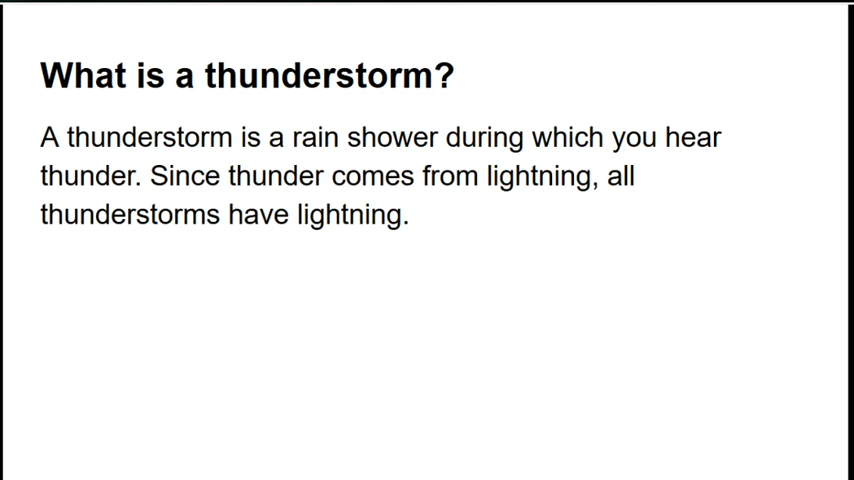 What is a thunderstorm?
A thunderstorm is a rain shower during which you hear
thunder. Since thunder comes from lightning, all
thunderstorms have lightning.